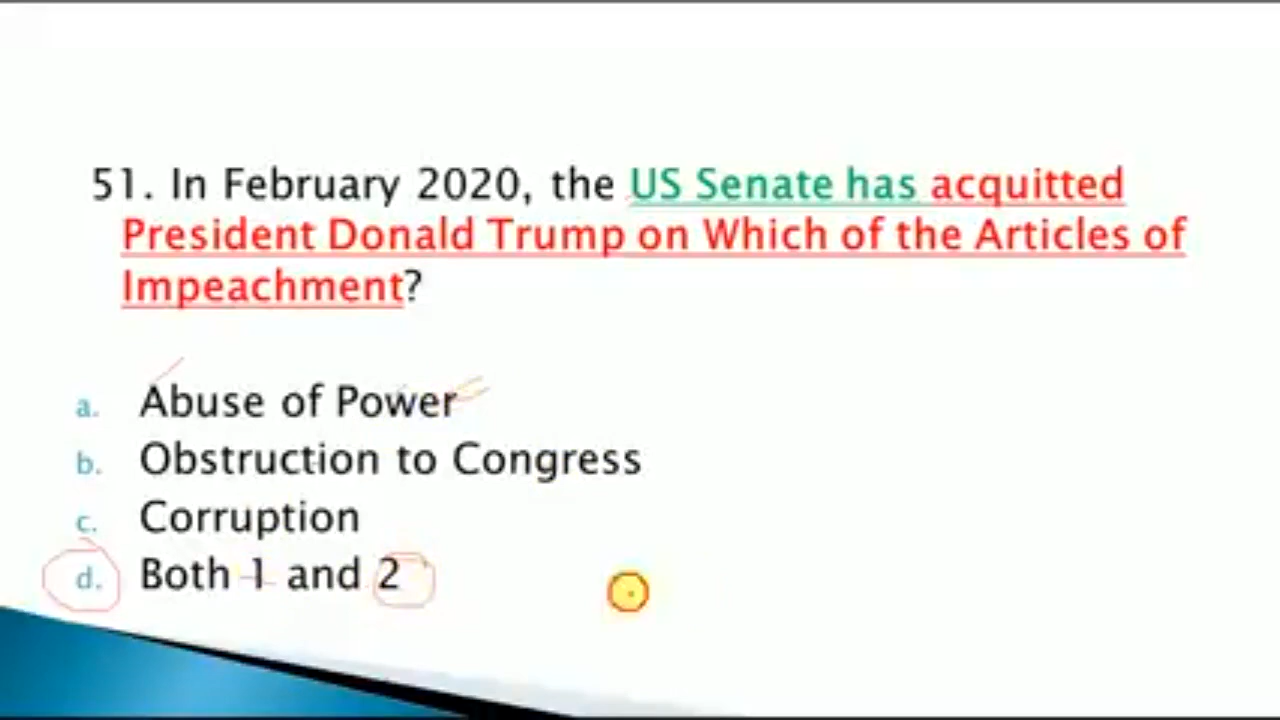 51. In February 2020, the US Senate has acquitted
President Donald Trump on Which of the Articles of
Impeachment?
a. Abuse of Power
b. Obstruction to Congress
c. Corruption
d. Both 1 and 2